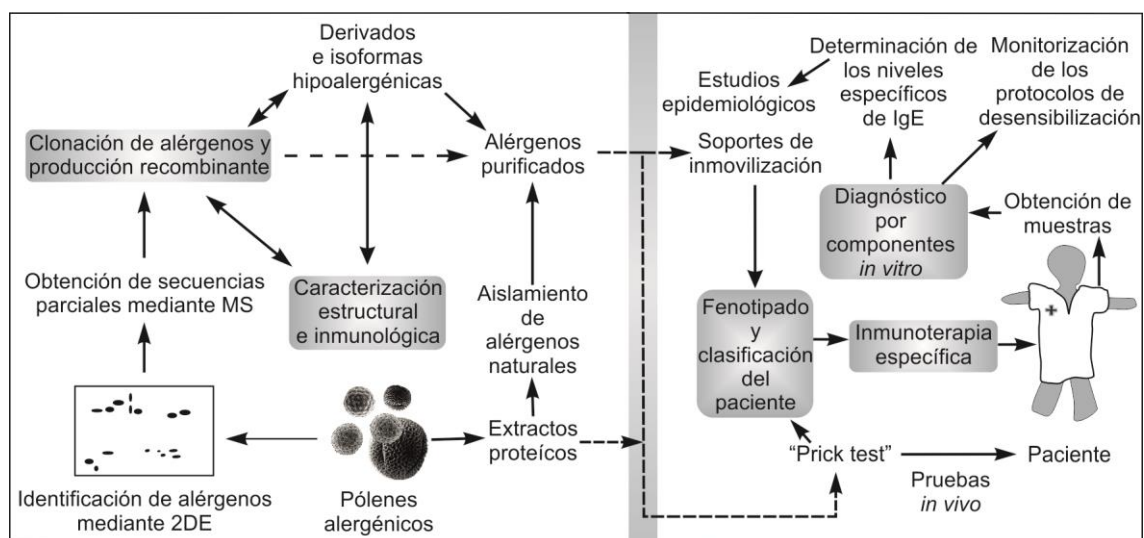 Derivados
e isoformas
hipoalergénicas
Clonación de alérgenos y
producción recombinante
Alérgenos
purificados
Obtención de secuencias
parciales mediante MS
Caracterización
estructural
e inmunológica
Aislamiento
de
alérgenos
naturales
Extractos
proteícos
Identificación de alérgenos
mediante 2DE
Pólenes
alergénicos
Estudios
epidemiológicos
Determinación de
los niveles
específicos
de IgE
Monitorización
de los
protocolos de
desensibilización
Soportes de
inmovilización
Diagnóstico
por
componentes
in vitro
Obtención de
muestras
Fenotipado
y
clasificación
del
paciente
Inmunoterapia
específica
“Prick test”
Pruebas
in vivo
Paciente